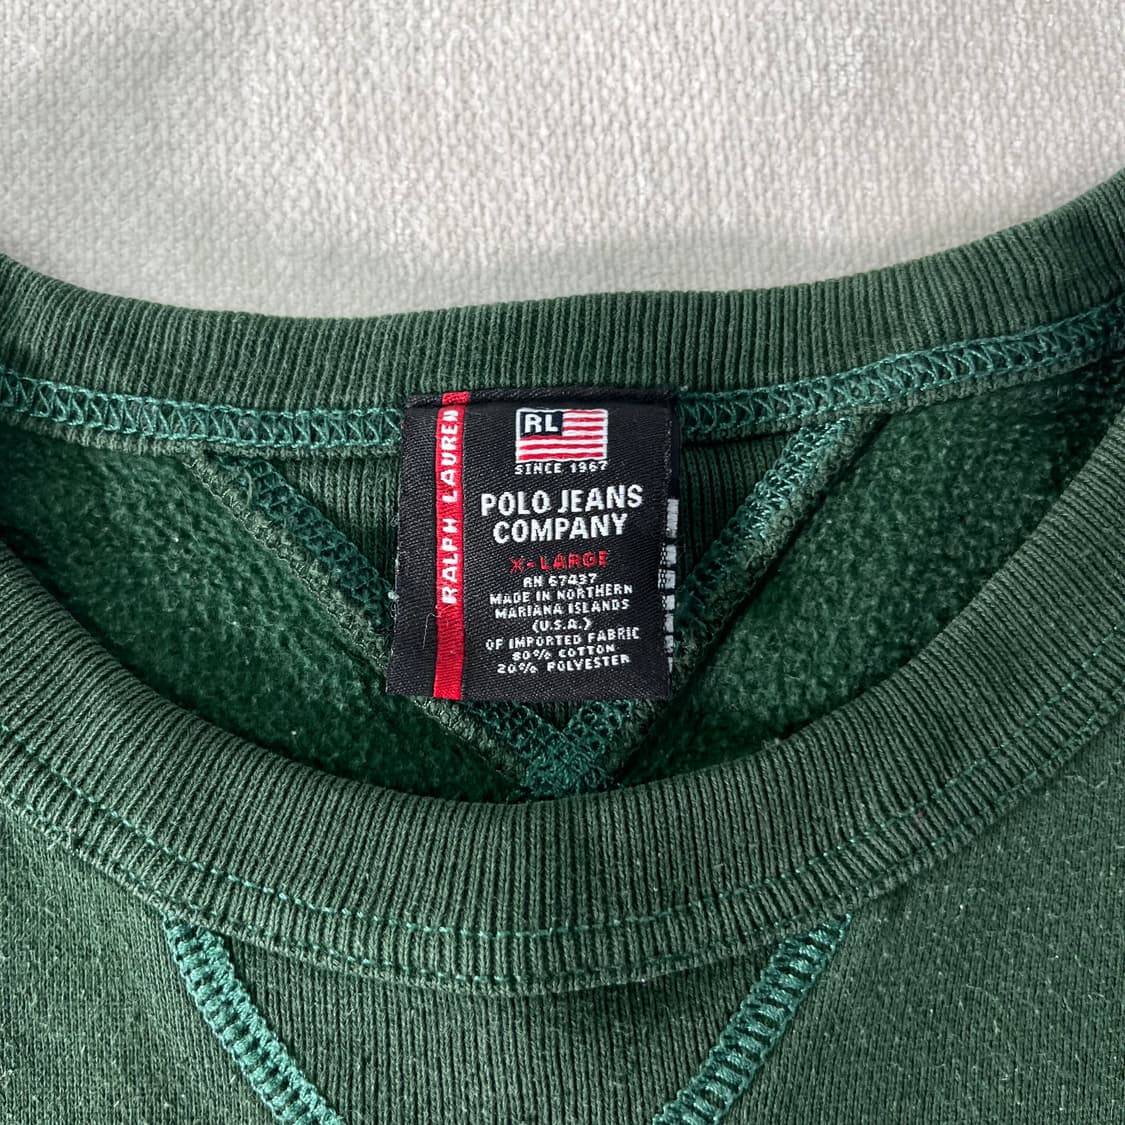 RALPH LAUREN
RL
SINCE 1967
POLO JEANS
COMPANY
X-LARGE
RN 67437
MADE IN NORTHERN
MARIANA ISLANDS
(U.S.A.)
OF IMPORTED FABRIC
80% COTTON
20% POLYESTER